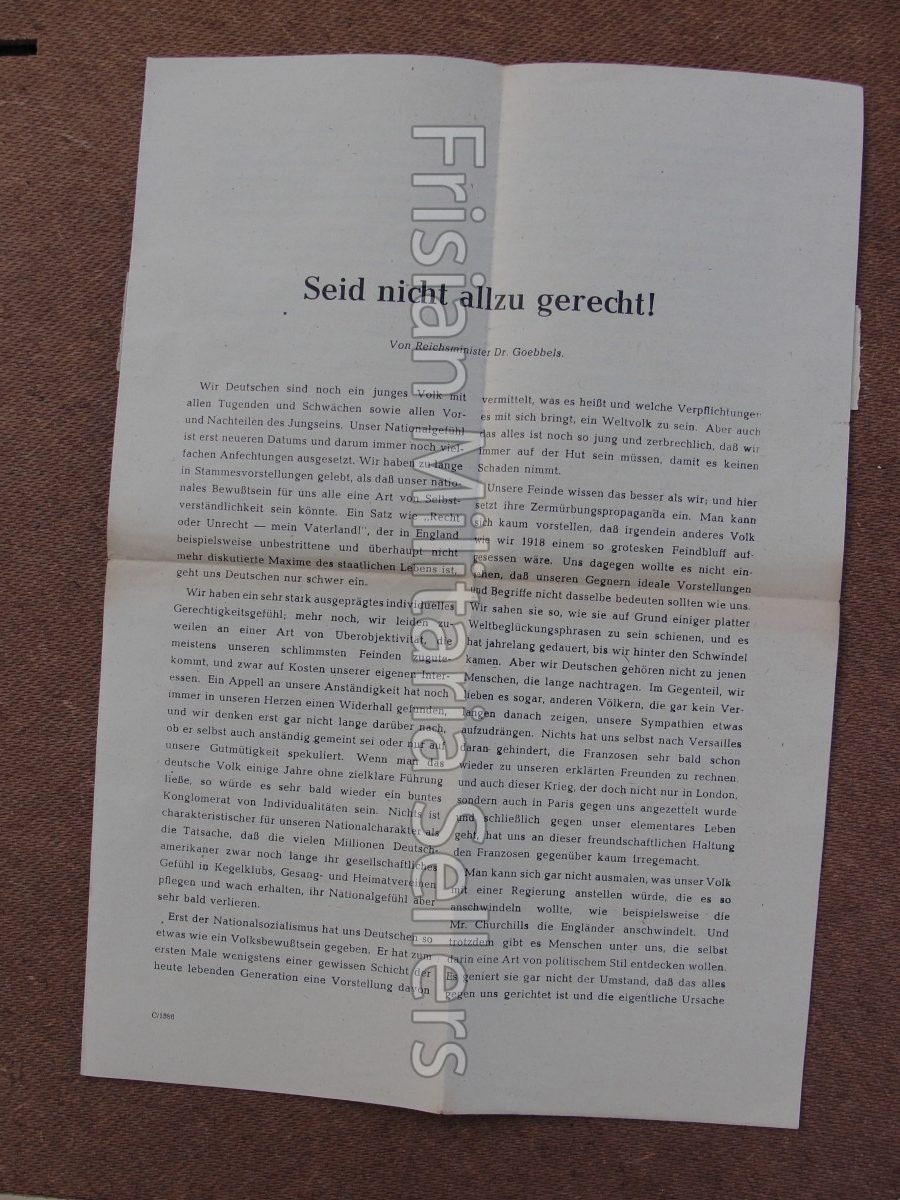 Seid nicht allzu gerecht!
Von Reichsminister Dr. Goebbels.
Wir Deutschen sind noch ein junges Volk mit
allen Tugenden und Schwächen sowie allen Vor-
und Nachteilen des Jungseins. Unser Nationalgefühl
ist erst neueren Datums und darum immer noch viel-
fachen Anfechtungen ausgesetzt. Wir haben zu lange
in Stammesvorstellungen gelebt, als daß unser natio-
nales Bewußtsein für uns alle eine Art von Selbst-
verständlichkeit sein könnte. Ein Satz wie „Recht
oder Unrecht — mein Vaterland!", der in England
beispielsweise unbestrittene und überhaupt nicht
mehr diskutierte Maxime des staatlichen Lebens ist,
geht uns Deutschen nur schwer ein.
Wir haben ein sehr stark ausgeprägtes individuelles
Gerechtigkeitsgefühl; mehr noch, wir leiden zu-
weilen an einer Art von Überobjektivität, die
meistens unseren schlimmsten Feinden zugute-
kommt, und zwar auf Kosten unserer eigenen Inter-
essen. Ein Appell an unsere Anständigkeit hat noch
immer in unseren Herzen einen Widerhall gefunden,
und wir denken erst gar nicht lange darüber nach,
ob er selbst auch anständig gemeint sei oder nur auf
unsere Gutmütigkeit spekuliert. Wenn man das
deutsche Volk einige Jahre ohne zielklare Führung
ließe, so würde es sehr bald wieder ein buntes
Konglomerat von Individualitäten sein. Nichts ist
charakteristischer für unseren Nationalcharakter als
die Tatsache, daß die vielen Millionen Deutsch-
amerikaner zwar noch lange ihr gesellschaftliches
Gefühl in Kegelklubs, Gesang- und Heimatvereinen
pflegen und wach erhalten, ihr Nationalgefühl aber
sehr bald verlieren.
Erst der Nationalsozialismus hat uns Deutschen so
etwas wie ein Volksbewußtsein gegeben. Er hat zum
ersten Male wenigstens einer gewissen Schicht der
heute lebenden Generation eine Vorstellung davon
C/1386
vermittelt, was es heißt und welche Verpflichtungen
es mit sich bringt, ein Weltvolk zu sein. Aber auch
das alles ist noch so jung und zerbrechlich, daß wir
immer auf der Hut sein müssen, damit es keinen
Schaden nimmt.
Unsere Feinde wissen das besser als wir; und hier
setzt ihre Zermürbungspropaganda ein. Man kann
sich kaum vorstellen, daß irgendein anderes Volk
wie wir 1918 einem so grotesken Feindbluff auf-
gesessen wäre. Uns dagegen wollte es nicht ein-
gehen, daß unseren Gegnern ideale Vorstellungen
und Begriffe nicht dasselbe bedeuten sollten wie uns.
Wir sahen sie so, wie sie auf Grund einiger platter
Weltbeglückungsphrasen zu sein schienen, und es
hat jahrelang gedauert, bis wir hinter den Schwindel
kamen. Aber wir Deutschen gehören nicht zu jenen
Menschen, die lange nachtragen. Im Gegenteil, wir
lieben es sogar, anderen Völkern, die gar kein Ver-
langen danach zeigen, unsere Sympathien etwas
aufzudrängen. Nichts hat uns selbst nach Versailles
daran gehindert, die Franzosen sehr bald schon
wieder zu unseren erklärten Freunden zu rechnen,
und auch dieser Krieg, der doch nicht nur in London,
sondern auch in Paris gegen uns angezettelt wurde
und schließlich gegen unser elementares Leben
geht, hat uns an dieser freundschaftlichen Haltung
den Franzosen gegenüber kaum irregemacht.
Man kann sich gar nicht ausmalen, was unser Volk
mit einer Regierung anstellen würde, die es so
anschwindeln wollte, wie beispielsweise die
Mr. Churchills die Engländer anschwindelt. Und
trotzdem gibt es Menschen unter uns, die selbst
darin eine Art von politischem Stil entdecken wollen.
Es geniert sie gar nicht der Umstand, daß das alles
gegen uns gerichtet ist und die eigentliche Ursache
Frisian Militaria Sellers